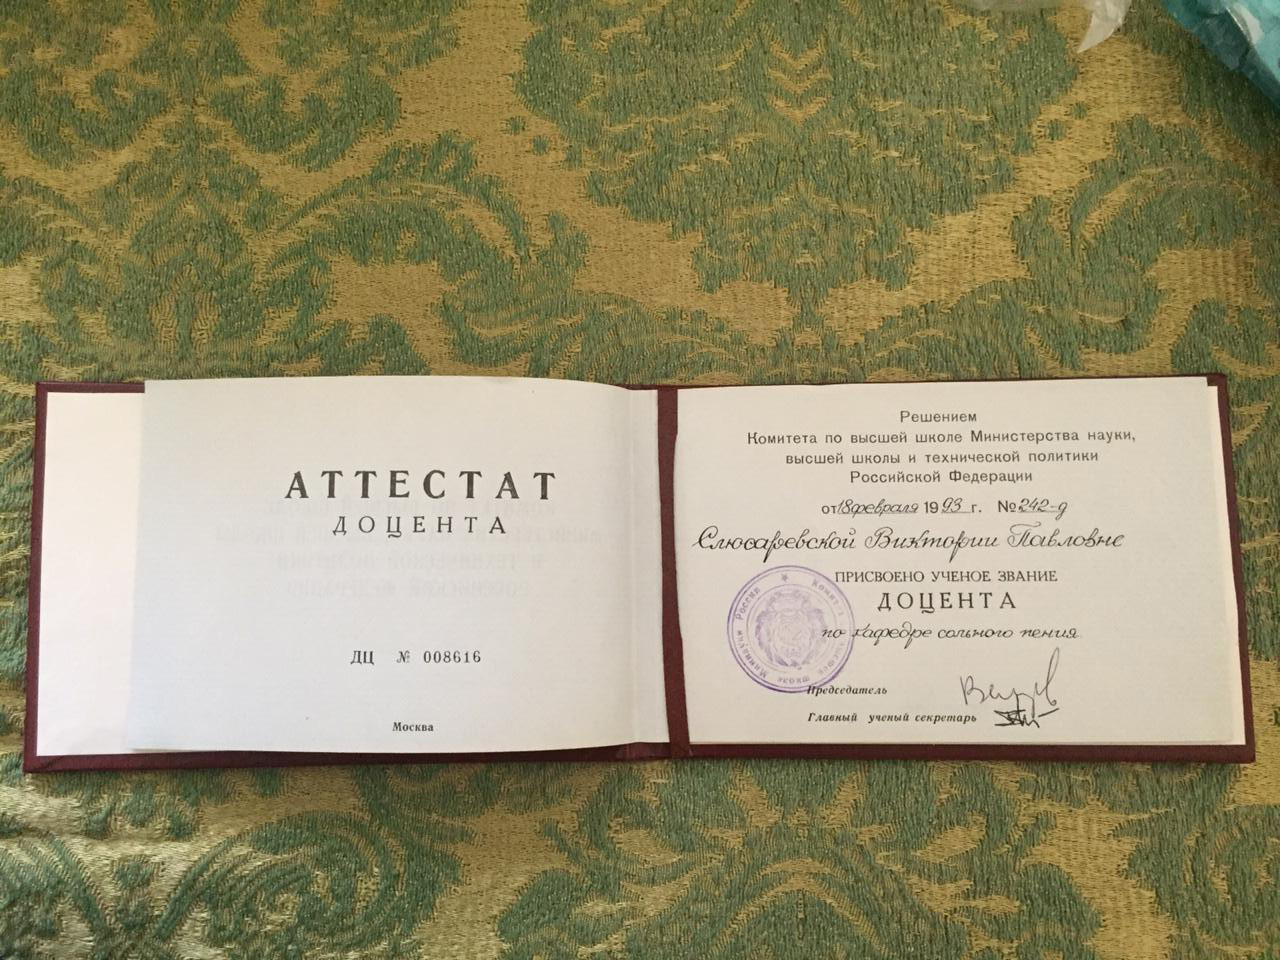 АТТЕСТАТ
ДОЦЕНТА
ДЦ № 008616
Москва
Решением
Комитета по высшей школе Министерства науки,
высшей школы и технической политики
Российской Федерации
от 18 февраля 1993 г. № 242-д
Слюсаревской Виктории Павловне
ПРИСВОЕНО УЧЕНОЕ ЗВАНИЕ
ДОЦЕНТА
по кафедре сольного пения
Председатель
Главный ученый секретарь